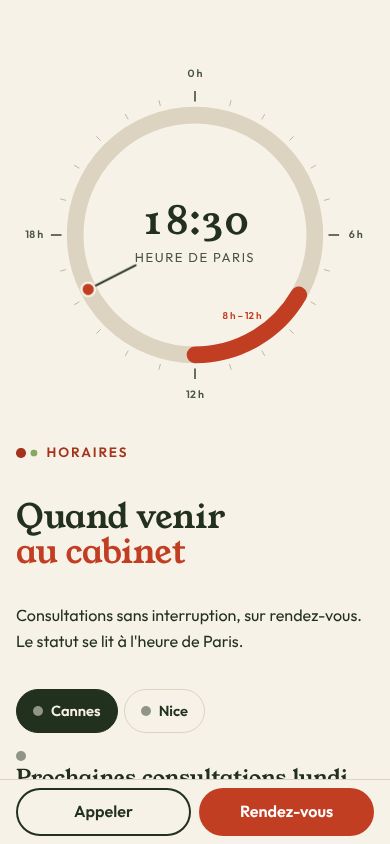 0 h
18:30
18 h
6 h
HEURE DE PARIS
8 h – 12 h
12 h
HORAIRES
Quand venir
au cabinet
Consultations sans interruption, sur rendez-vous.
Le statut se lit à l'heure de Paris.
Cannes
Nice
Prochaines consultations lundi
Appeler
Rendez-vous